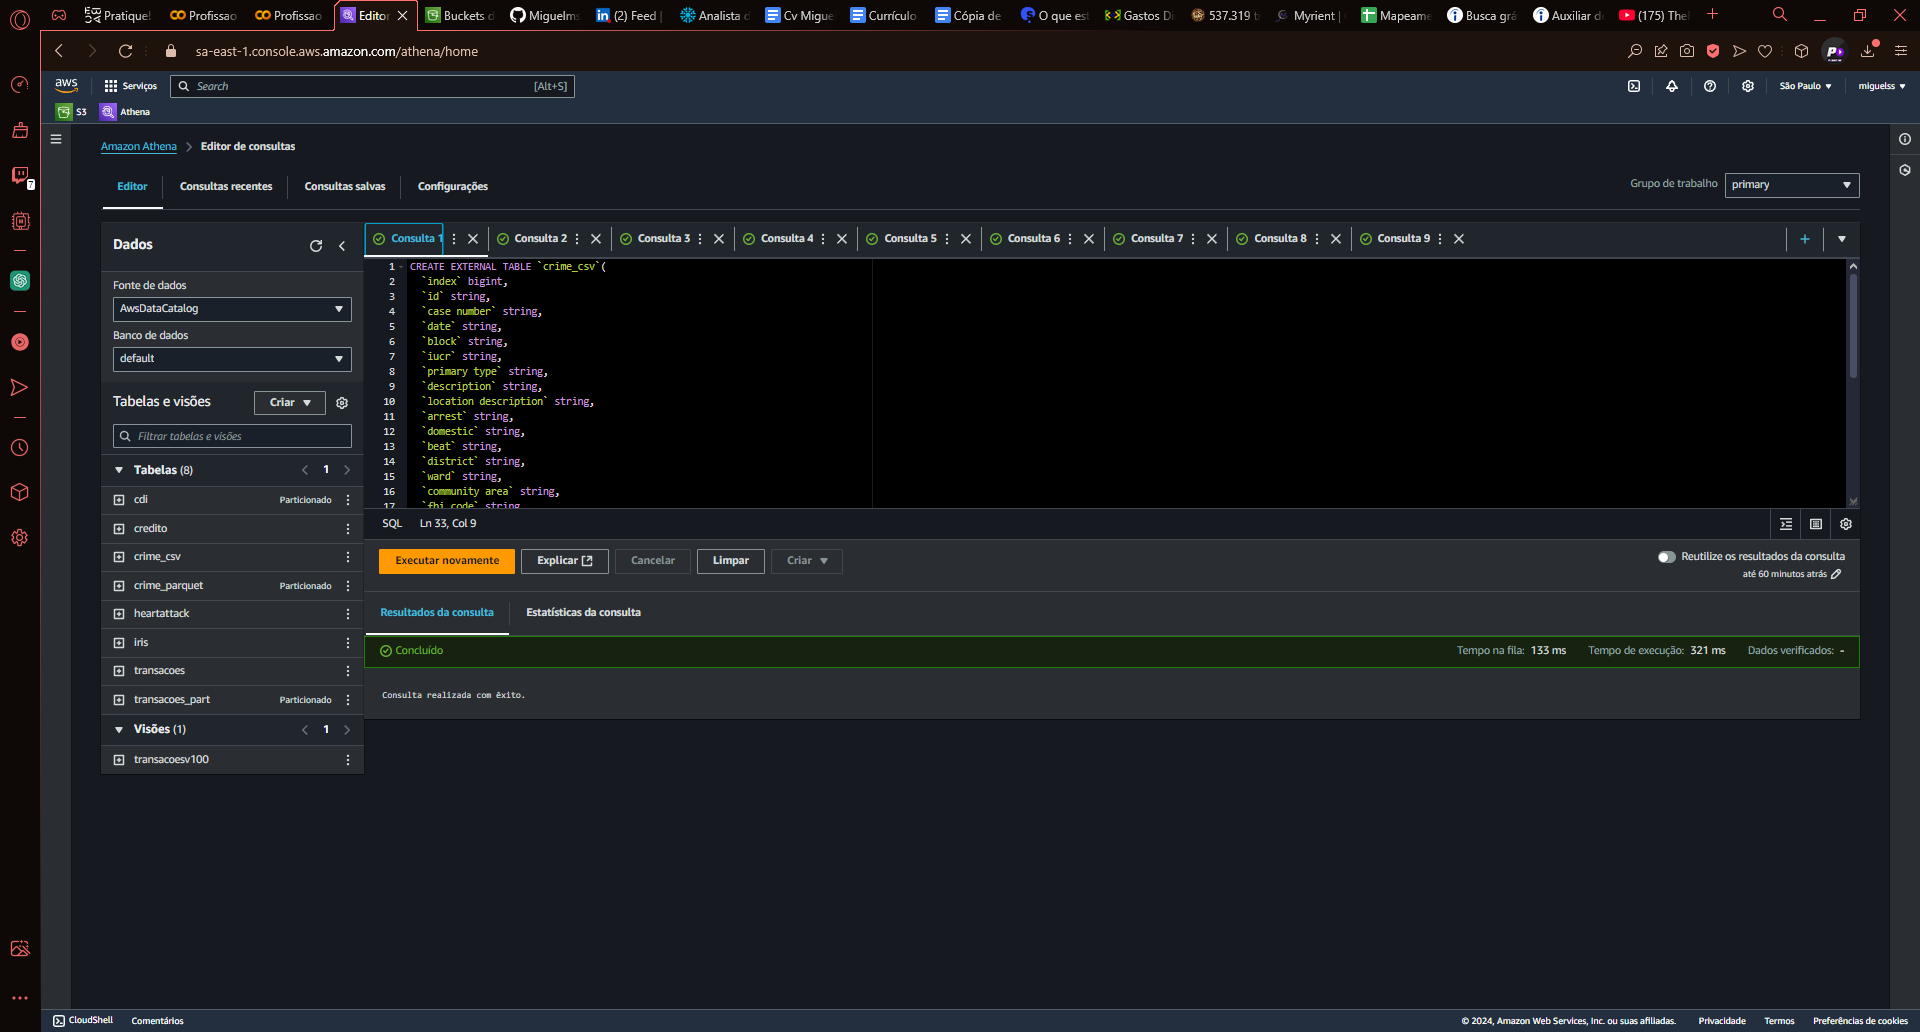 Pratique!
Profissao
Profissao
Editor
Buckets d
Miguelms
(2) Feed |
Analista d
Cv Migue
Currículo
Cópia de
O que es
Gastos Di
537.319 t
Myrient |
Mapeame
Busca grá
Auxiliar de
(175) The
sa-east-1.console.aws.amazon.com/athena/home
aws
Serviços
Search
[Alt+S]
São Paulo
miguelss
S3
Athena
7
Amazon Athena
Editor de consultas
Editor
Consultas recentes
Consultas salvas
Configurações
Grupo de trabalho
primary
Dados
Fonte de dados
AwsDataCatalog
Banco de dados
default
Tabelas e visões
Criar
Filtrar tabelas e visões
Tabelas (8)
1
cdi
Particionado
credito
crime_csv
crime_parquet
Particionado
heartattack
iris
transacoes
transacoes_part
Particionado
Visões (1)
1
transacoesv100
Consulta 1
Consulta 2
Consulta 3
Consulta 4
Consulta 5
Consulta 6
Consulta 7
Consulta 8
Consulta 9
1 CREATE EXTERNAL TABLE `crime_csv`(
2 `index` bigint,
3 `id` string,
4 `case number` string,
5 `date` string,
6 `block` string,
7 `iucr` string,
8 `primary type` string,
9 `description` string,
10 `location description` string,
11 `arrest` string,
12 `domestic` string,
13 `beat` string,
14 `district` string,
15 `ward` string,
16 `community area` string,
17 `fbi code` string
SQL
Ln 33, Col 9
Executar novamente
Explicar
Cancelar
Limpar
Criar
Reutilize os resultados da consulta
até 60 minutos atrás
Resultados da consulta
Estatísticas da consulta
Concluído
Tempo na fila: 133 ms
Tempo de execução: 321 ms
Dados verificados: -
Consulta realizada com êxito.
CloudShell
Comentários
© 2024, Amazon Web Services, Inc. ou suas afiliadas.
Privacidade
Termos
Preferências de cookies